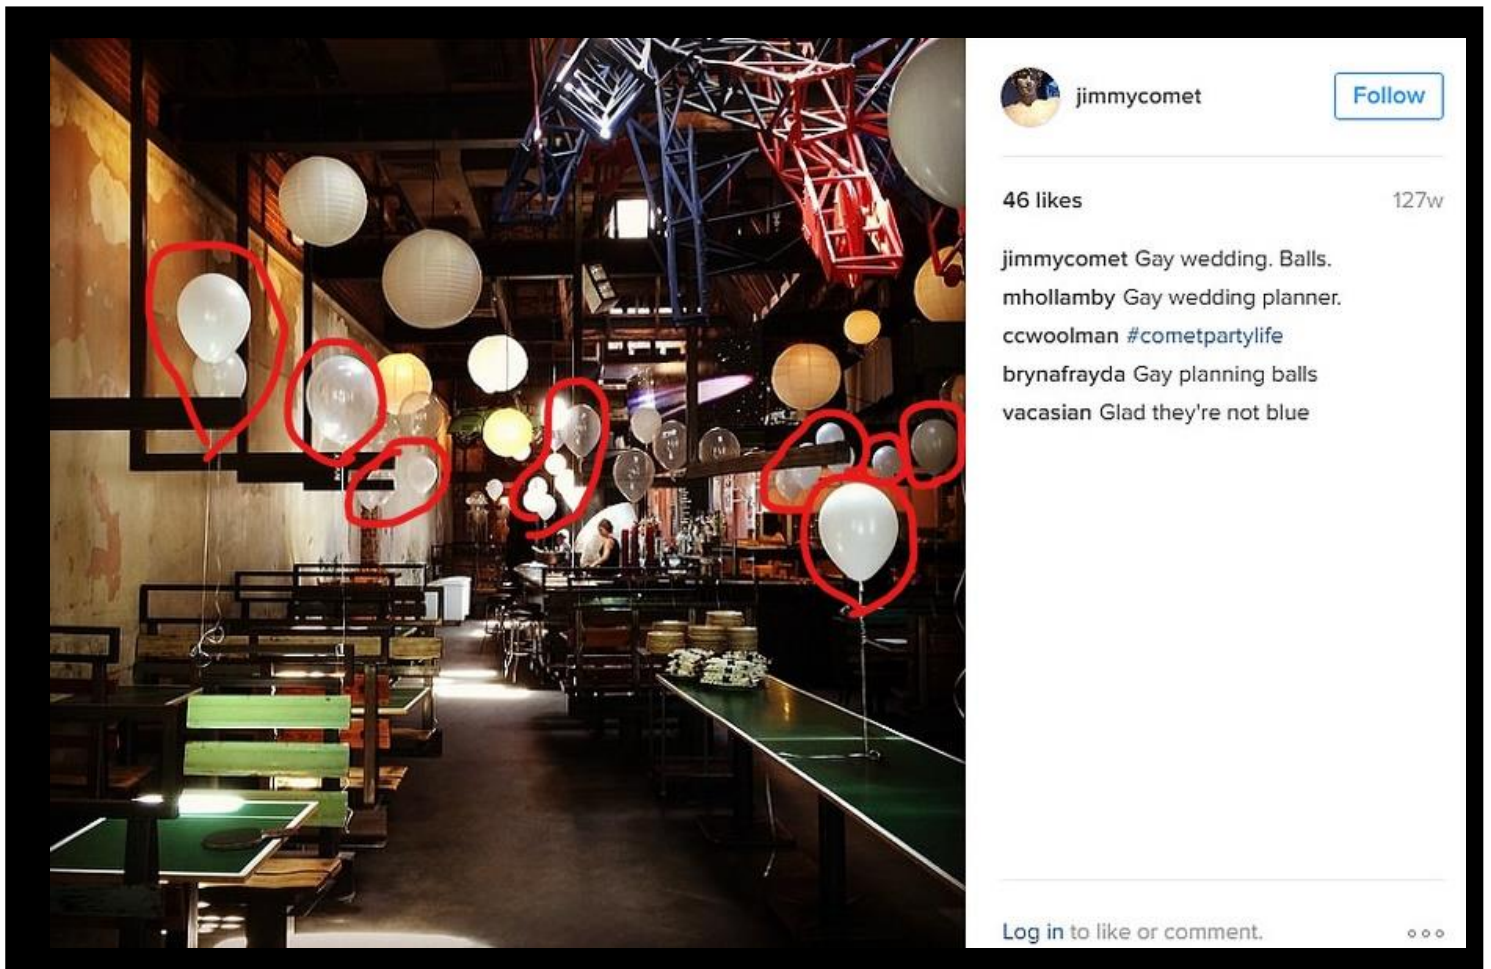 jimmycomet
Follow
46 likes
127w
jimmycomet Gay wedding. Balls.
mhollamby Gay wedding planner.
ccwoolman #cometpartylife
brynafrayda Gay planning balls
vacasian Glad they're not blue
Log in to like or comment.